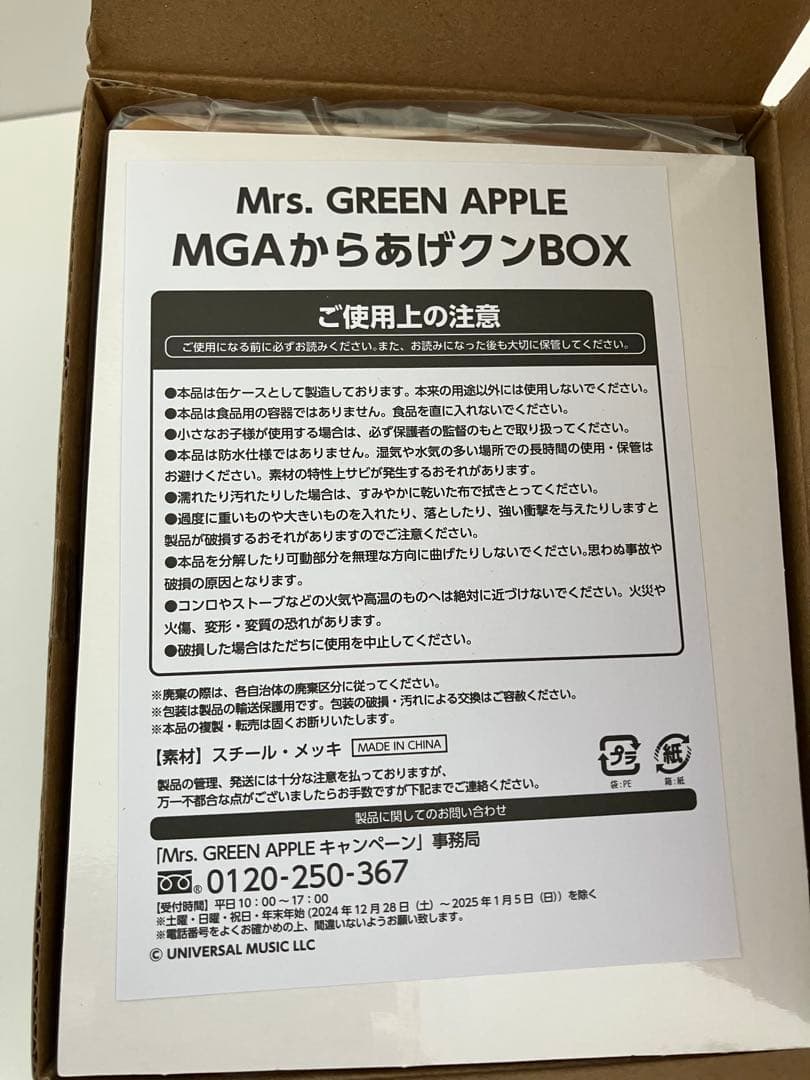 Mrs. GREEN APPLE
MGAからあげクンBOX
ご使用上の注意
ご使用になる前に必ずお読みください。また、お読みになった後も大切に保管してください。
●本品は缶ケースとして製造しております。本来の用途以外には使用しないでください。
●本品は食品用の容器ではありません。食品を直に入れないでください。
●小さなお子様が使用する場合は、必ず保護者の監督のもとで取り扱ってください。
●本品は防水仕様ではありません。湿気や水気の多い場所での長時間の使用・保管は
お避けください。素材の特性上サビが発生するおそれがあります。
●濡れたり汚れたりした場合は、すみやかに乾いた布で拭きとってください。
●過度に重いものや大きいものを入れたり、落としたり、強い衝撃を与えたりしますと
製品が破損するおそれがありますのでご注意ください。
●本品を分解したり可動部分を無理な方向に曲げたりしないでください。思わぬ事故や
破損の原因となります。
●コンロやストーブなどの火気や高温のものへは絶対に近づけないでください。火災や
火傷、変形・変質の恐れがあります。
●破損した場合はただちに使用を中止してください。
※廃棄の際は、各自治体の廃棄区分に従ってください。
※包装は製品の輸送保護用です。包装の破損・汚れによる交換はご容赦ください。
※本品の複製・転売は固くお断りいたします。
【素材】スチール・メッキ MADE IN CHINA
プラ 紙
袋:PE 箱:紙
製品の管理、発送には十分な注意を払っておりますが、
万一不都合な点がございましたらお手数ですが下記までご連絡ください。
製品に関してのお問い合わせ
「Mrs. GREEN APPLE キャンペーン」事務局
® 0120-250-367
【受付時間】平日10:00〜17:00
※土曜・日曜・祝日・年末年始(2024年12月28日(土)〜2025年1月5日(日))を除く
※電話番号をよくお確かめの上、間違いないようお願い致します。
© UNIVERSAL MUSIC LLC